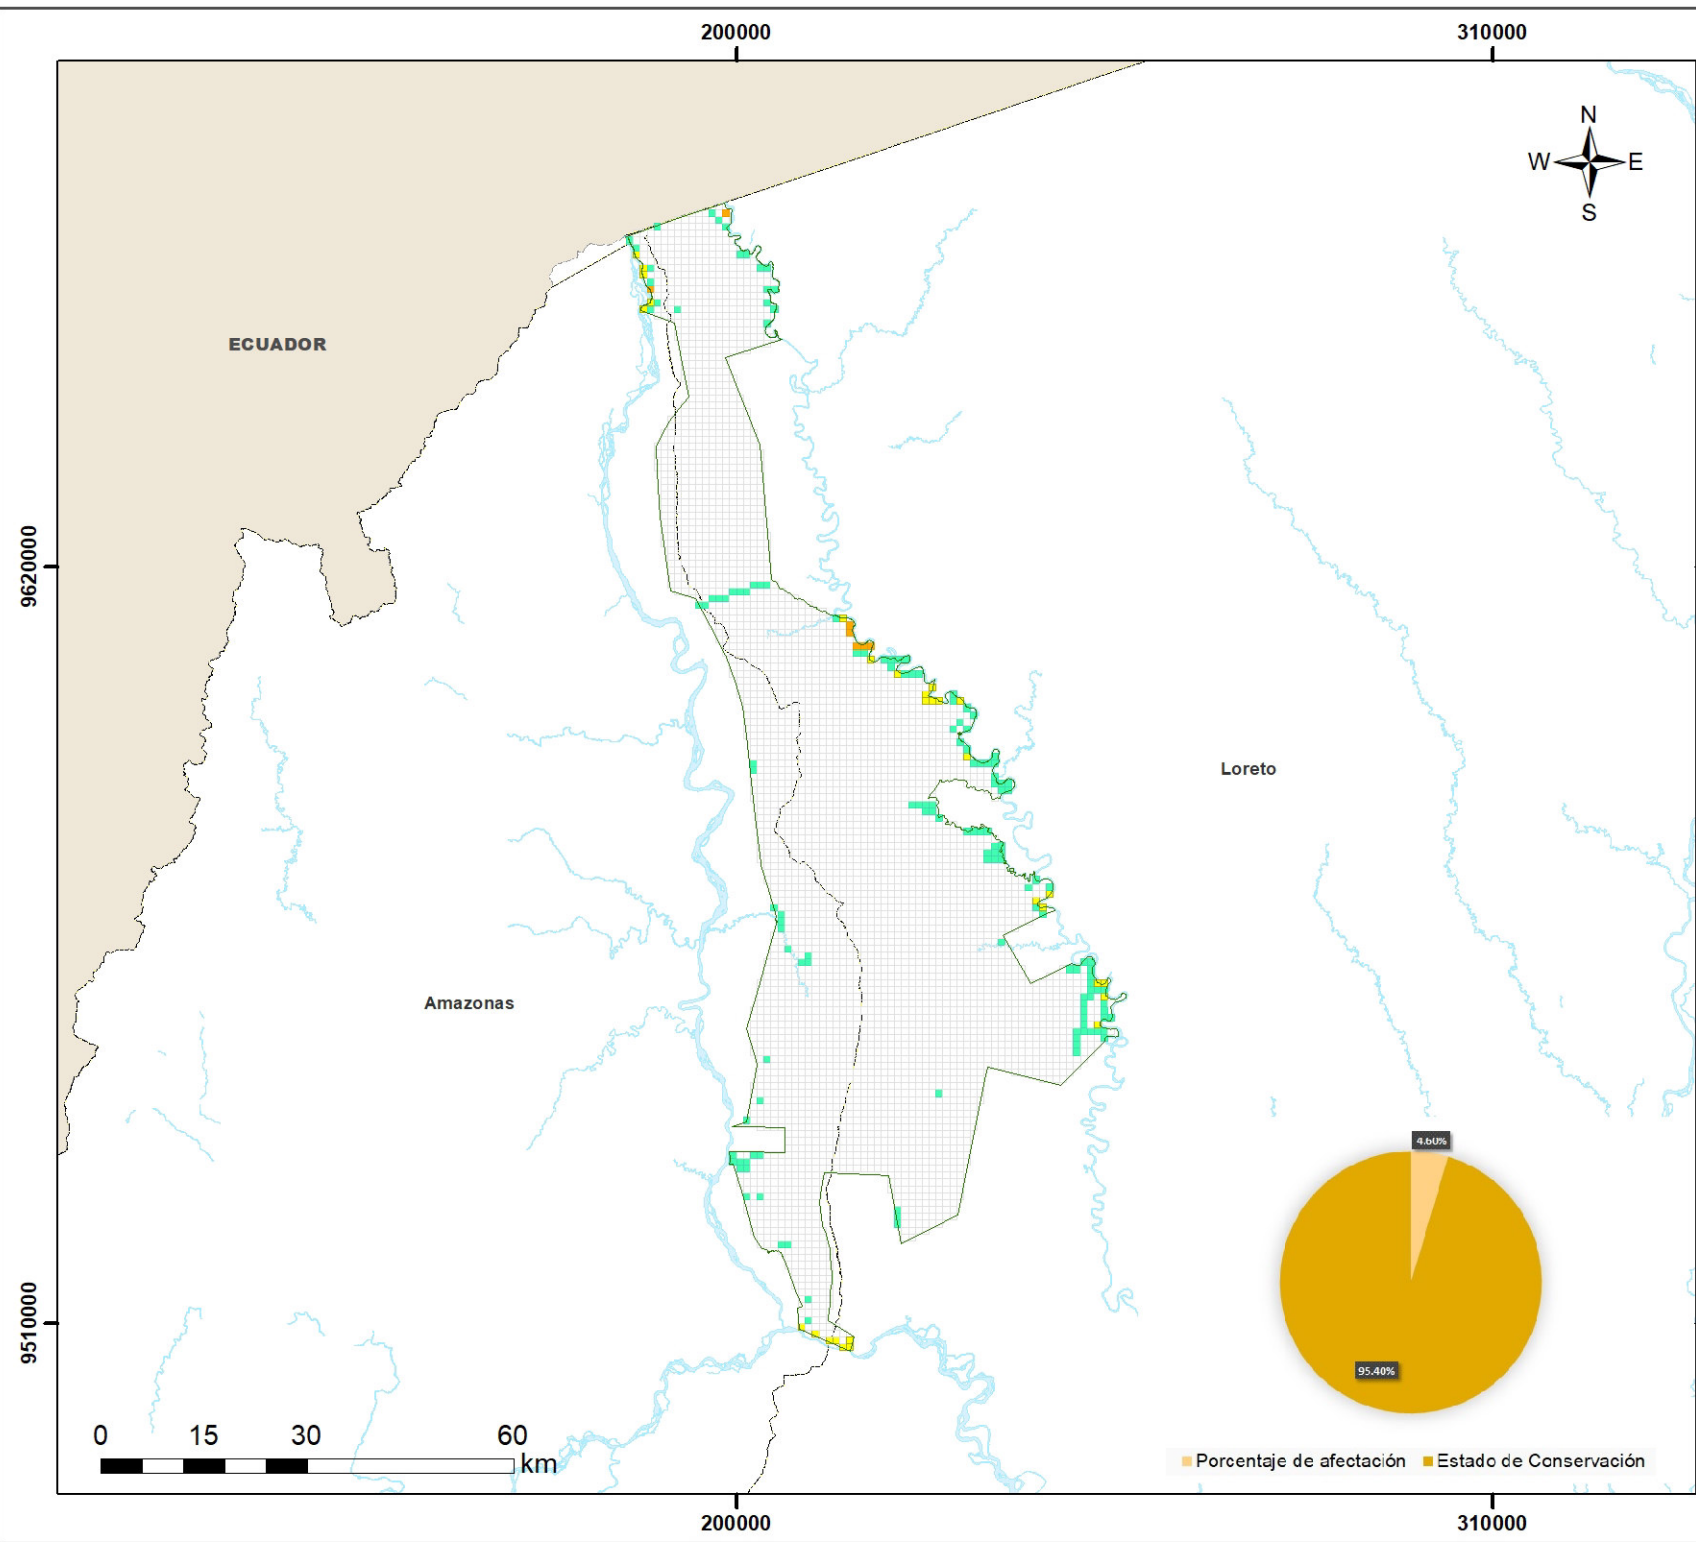 200000 310000
N
W E
S
ECUADOR
9620000
Loreto
Amazonas
4.60%
95.40%
9510000
0 15 30 60
km
Porcentaje de afectación Estado de Conservación
200000 310000